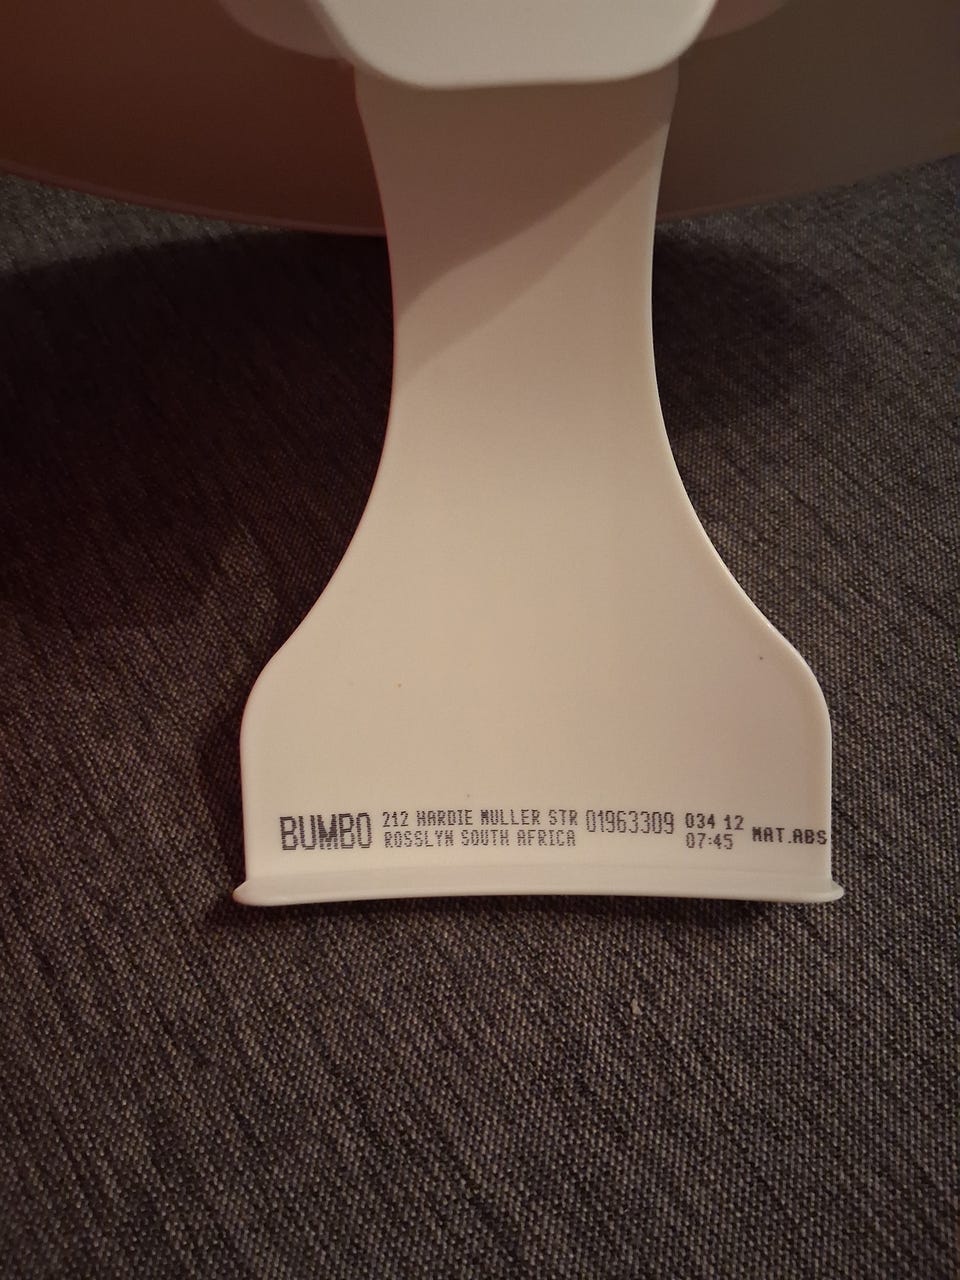 BUMBO
212 HARDIE MULLER STR
ROSSLYN SOUTH AFRICA
01963309
034 12
07:45
MAT.ABS